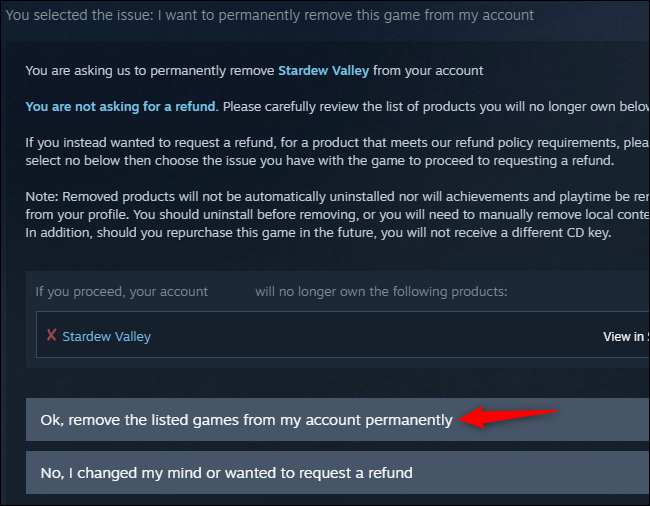 You selected the issue: I want to permanently remove this game from my account
You are asking us to permanently remove Stardew Valley from your account
You are not asking for a refund. Please carefully review the list of products you will no longer own below
If you instead wanted to request a refund, for a product that meets our refund policy requirements, plea
select no below then choose the issue you have with the game to proceed to requesting a refund.
Note: Removed products will not be automatically uninstalled nor will achievements and playtime be re
from your profile. You should uninstall before removing, or you will need to manually remove local conte
In addition, should you repurchase this game in the future, you will not receive a different CD key.
If you proceed, your account will no longer own the following products:
Stardew Valley View in
Ok, remove the listed games from my account permanently
No, I changed my mind or wanted to request a refund